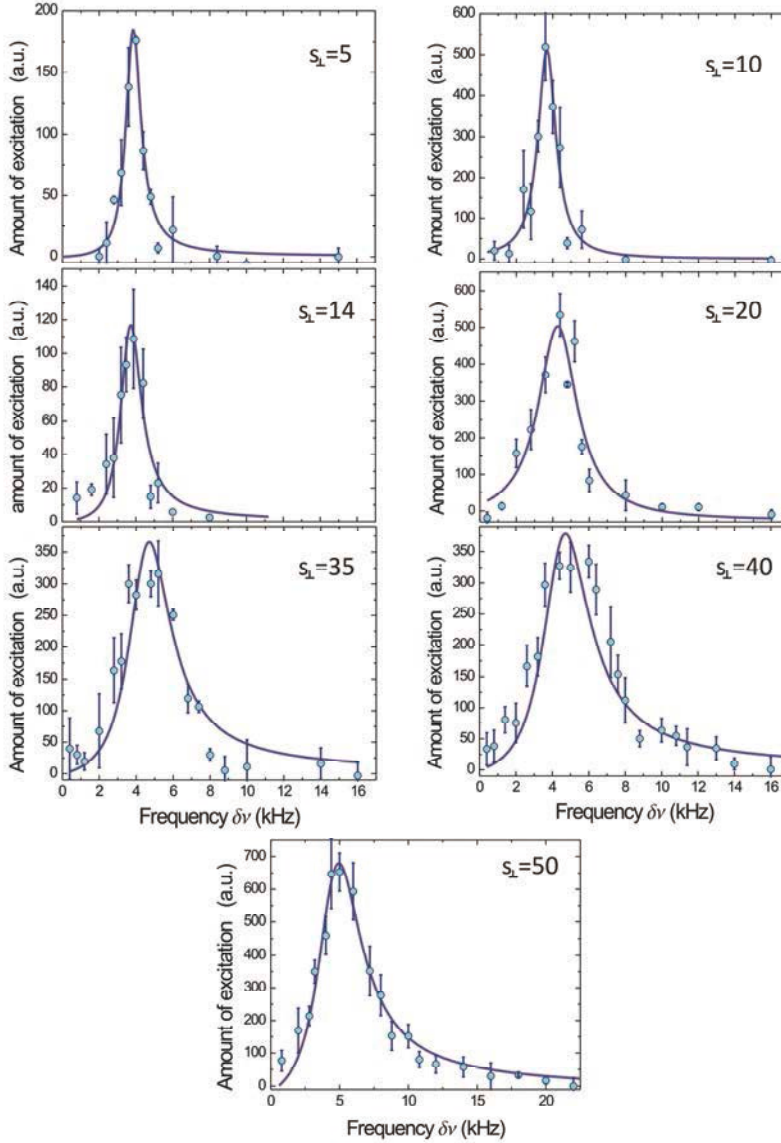 200
150
100
50
0
Amount of excitation (a.u.)
s⊥=5
600
500
400
300
200
100
0
Amount of excitation (a.u.)
s⊥=10
140
120
100
80
60
40
20
0
amount of excitation (a.u.)
s⊥=14
600
500
400
300
200
100
0
Amount of excitation (a.u.)
s⊥=20
350
300
250
200
150
100
50
0
Amount of excitation (a.u.)
s⊥=35
0 2 4 6 8 10 12 14 16
Frequency δν (kHz)
350
300
250
200
150
100
50
0
Amount of excitation (a.u.)
s⊥=40
0 2 4 6 8 10 12 14 16
Frequency δν (kHz)
700
600
500
400
300
200
100
0
Amount of excitation (a.u.)
s⊥=50
0 5 10 15 20
Frequency δν (kHz)